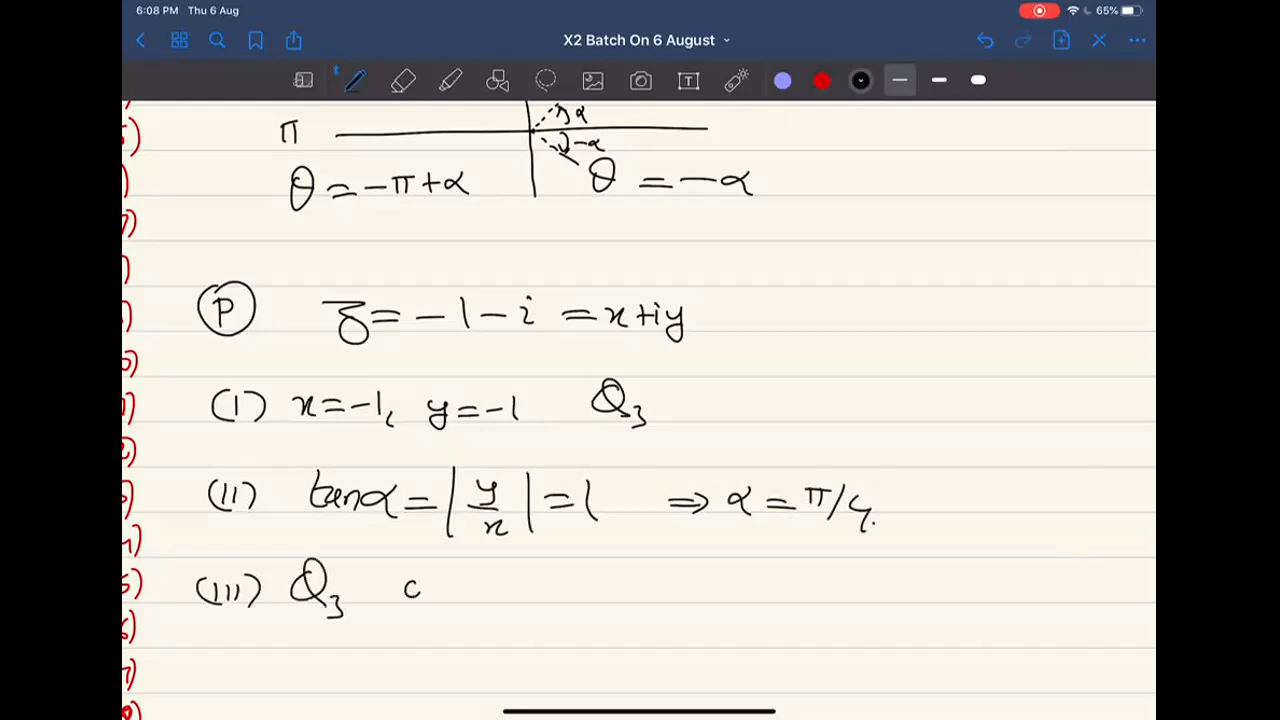 6:08 PM Thu 6 Aug 65%
X2 Batch On 6 August
α
π -α
θ = -π+α θ = -α
P z = -1 - i = x+iy
(I) x = -1, y = -1 Q3
(II) tanα = |y/x| = 1 ⇒ α = π/4.
(III) Q3 c